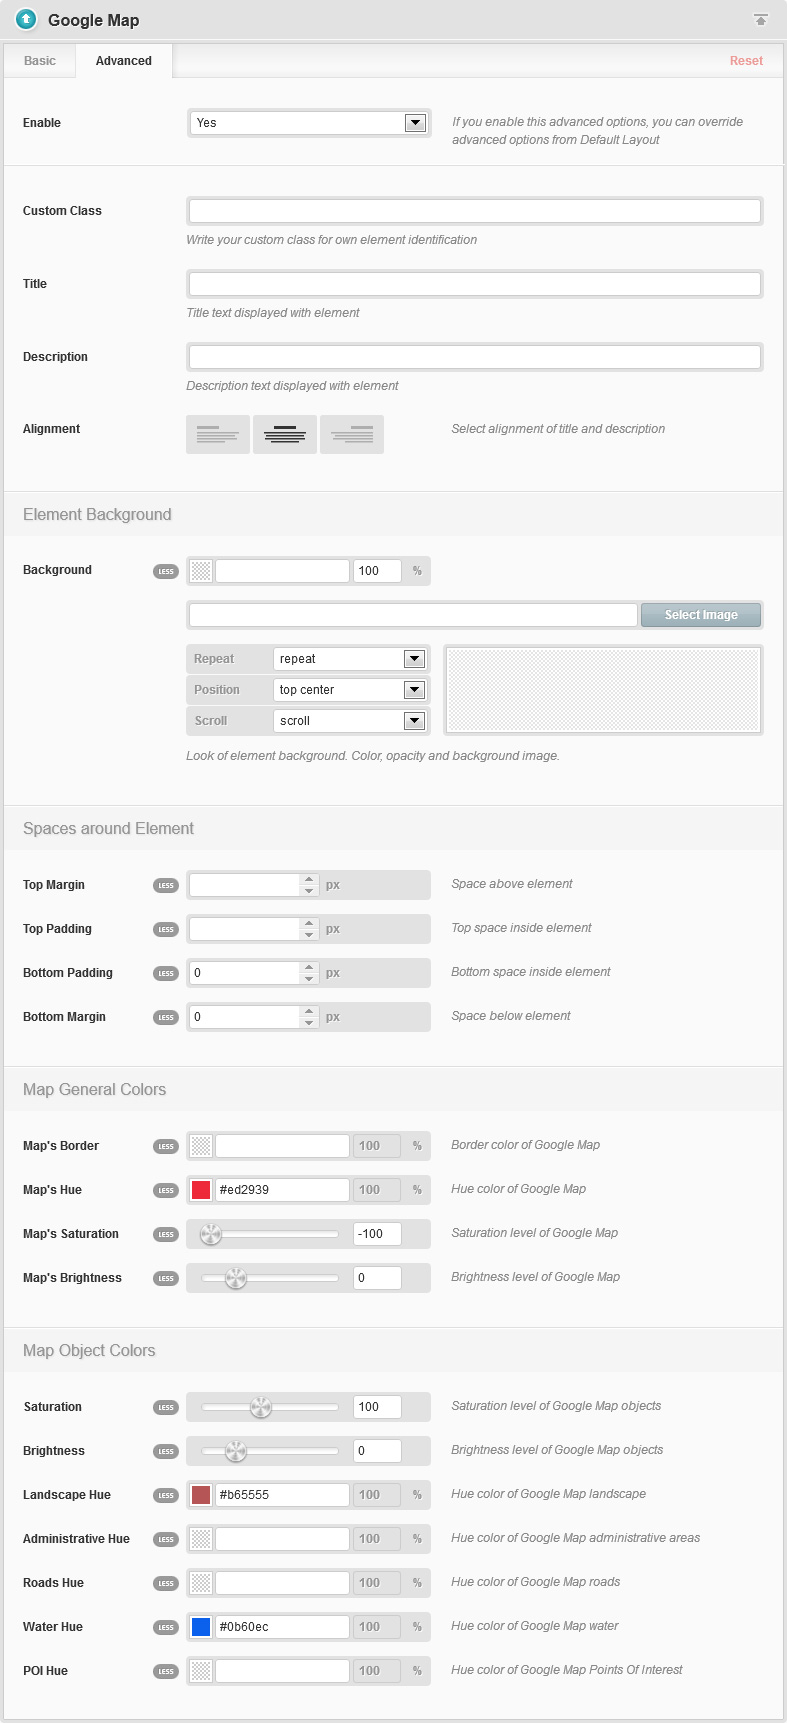 Google Map
Basic Advanced Reset
Enable Yes If you enable this advanced options, you can override
advanced options from Default Layout
Custom Class
Write your custom class for own element identification
Title
Title text displayed with element
Description
Description text displayed with element
Alignment Select alignment of title and description
Element Background
Background LESS 100 %
Select Image
Repeat repeat
Position top center
Scroll scroll
Look of element background. Color, opacity and background image.
Spaces around Element
Top Margin LESS px Space above element
Top Padding LESS px Top space inside element
Bottom Padding LESS 0 px Bottom space inside element
Bottom Margin LESS 0 px Space below element
Map General Colors
Map's Border LESS 100 % Border color of Google Map
Map's Hue LESS #ed2939 100 % Hue color of Google Map
Map's Saturation LESS -100 Saturation level of Google Map
Map's Brightness LESS 0 Brightness level of Google Map
Map Object Colors
Saturation LESS 100 Saturation level of Google Map objects
Brightness LESS 0 Brightness level of Google Map objects
Landscape Hue LESS #b65555 100 % Hue color of Google Map landscape
Administrative Hue LESS 100 % Hue color of Google Map administrative areas
Roads Hue LESS 100 % Hue color of Google Map roads
Water Hue LESS #0b60ec 100 % Hue color of Google Map water
POI Hue LESS 100 % Hue color of Google Map Points Of Interest